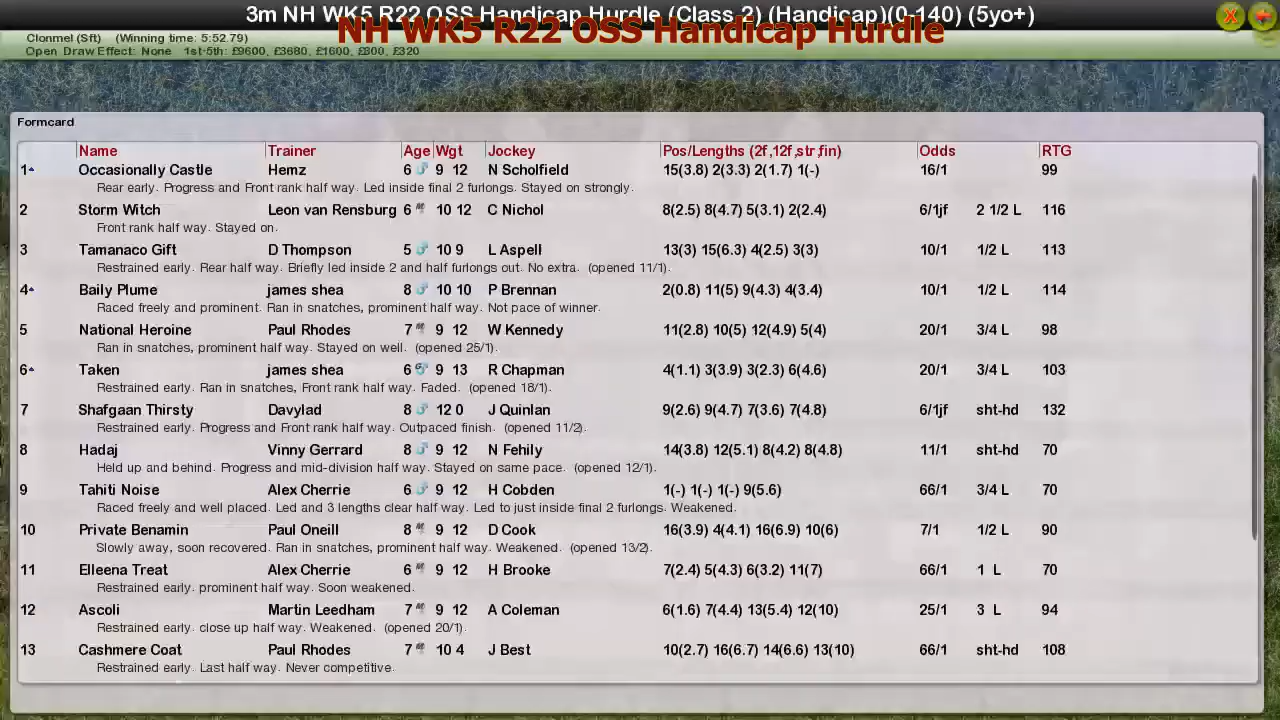 3m NH WK5 R22 OSS Handicap Hurdle (Class 2) (Handicap)(0-140) (5yo+)
NH WK5 R22 OSS Handicap Hurdle
Clonmel (Sft) (Winning time: 5:52.79)
Open Draw Effect: None 1st-5th: £9600, £3680, £1600, £800, £320
Formcard
Name Trainer Age Wgt Jockey Pos/Lengths (2f,12f,str,fin) Odds RTG
1 Occasionally Castle Hemz 6 9 12 N Scholfield 15(3.8) 2(3.3) 2(1.7) 1(-) 16/1 99
Rear early. Progress and Front rank half way. Led inside final 2 furlongs. Stayed on strongly.
2 Storm Witch Leon van Rensburg 6 10 12 C Nichol 8(2.5) 8(4.7) 5(3.1) 2(2.4) 6/1jf 2 1/2 L 116
Front rank half way. Stayed on.
3 Tamanaco Gift D Thompson 5 10 9 L Aspell 13(3) 15(6.3) 4(2.5) 3(3) 10/1 1/2 L 113
Restrained early. Rear half way. Briefly led inside 2 and half furlongs out. No extra. (opened 11/1).
4 Baily Plume james shea 8 10 10 P Brennan 2(0.8) 11(5) 9(4.3) 4(3.4) 10/1 1/2 L 114
Raced freely and prominent. Ran in snatches, prominent half way. Not pace of winner.
5 National Heroine Paul Rhodes 7 9 12 W Kennedy 11(2.8) 10(5) 12(4.9) 5(4) 20/1 3/4 L 98
Ran in snatches, prominent half way. Stayed on well. (opened 25/1).
6 Taken james shea 6 9 13 R Chapman 4(1.1) 3(3.9) 3(2.3) 6(4.6) 20/1 3/4 L 103
Restrained early. Ran in snatches, Front rank half way. Faded. (opened 18/1).
7 Shafgaan Thirsty Davylad 8 12 0 J Quinlan 9(2.6) 9(4.7) 7(3.6) 7(4.8) 6/1jf sht-hd 132
Restrained early. Progress and Front rank half way. Outpaced finish. (opened 11/2).
8 Hadaj Vinny Gerrard 8 9 12 N Fehily 14(3.8) 12(5.1) 8(4.2) 8(4.8) 11/1 sht-hd 70
Held up and behind. Progress and mid-division half way. Stayed on same pace. (opened 12/1).
9 Tahiti Noise Alex Cherrie 6 9 12 H Cobden 1(-) 1(-) 1(-) 9(5.6) 66/1 3/4 L 70
Raced freely and well placed. Led and 3 lengths clear half way. Led to just inside final 2 furlongs. Weakened.
10 Private Benamin Paul Oneill 8 9 12 D Cook 16(3.9) 4(4.1) 16(6.9) 10(6) 7/1 1/2 L 90
Slowly away, soon recovered. Ran in snatches, prominent half way. Weakened. (opened 13/2).
11 Elleena Treat Alex Cherrie 6 9 12 H Brooke 7(2.4) 5(4.3) 6(3.2) 11(7) 66/1 1 L 70
Restrained early. prominent half way. Soon weakened.
12 Ascoli Martin Leedham 7 9 12 A Coleman 6(1.6) 7(4.4) 13(5.4) 12(10) 25/1 3 L 94
Restrained early. close up half way. Weakened. (opened 20/1).
13 Cashmere Coat Paul Rhodes 7 10 4 J Best 10(2.7) 16(6.7) 14(6.6) 13(10) 66/1 sht-hd 108
Restrained early. Last half way. Never competitive.